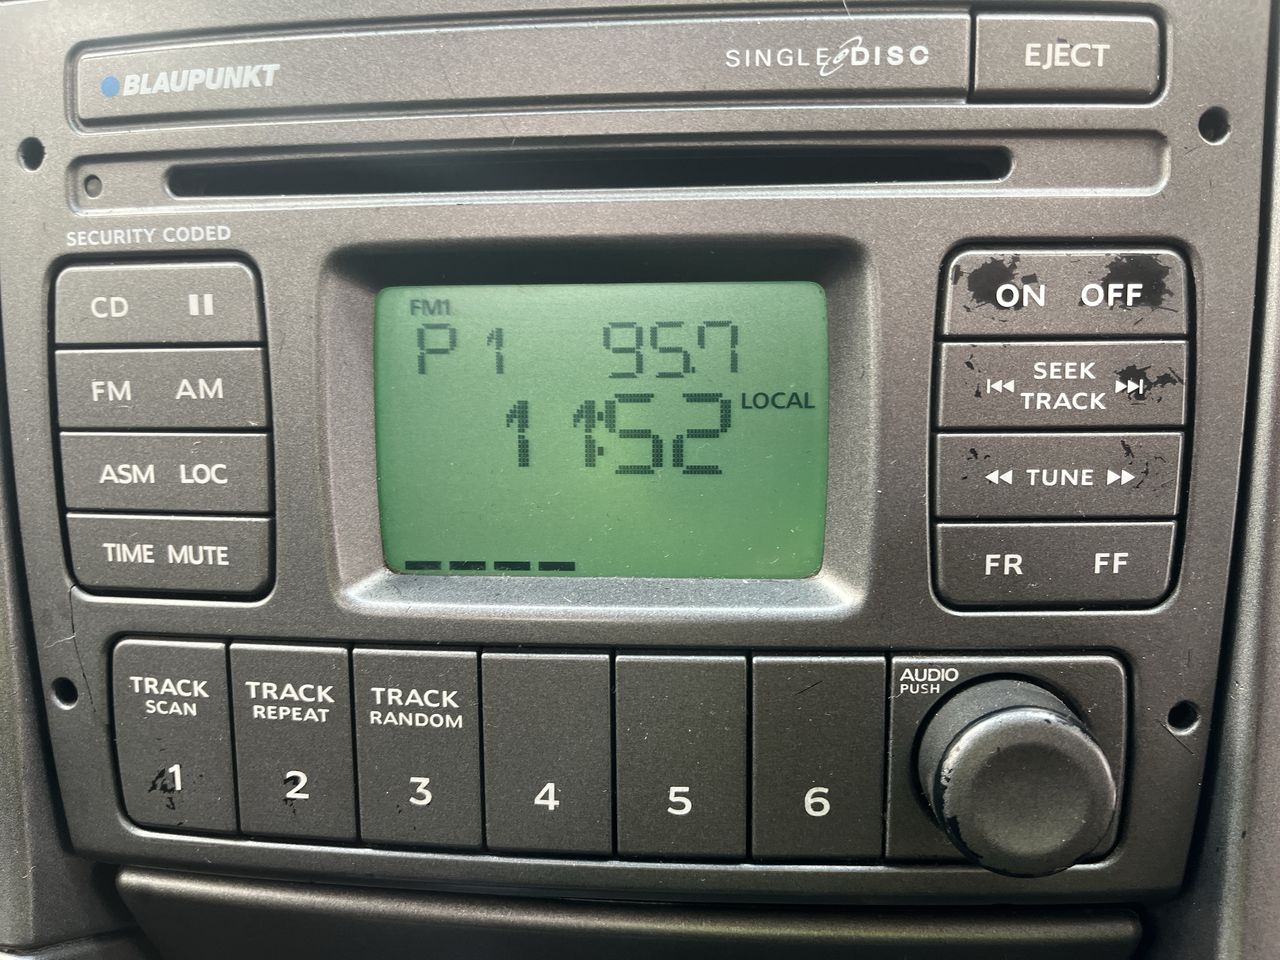 BLAUPUNKT
SINGLE DISC
EJECT
SECURITY CODED
CD
FM AM
ASM LOC
TIME MUTE
FM1
P1 95.7
LOCAL
11:52
ON OFF
SEEK
TRACK
TUNE
FR FF
TRACK
SCAN
1
TRACK
REPEAT
2
TRACK
RANDOM
3
4
5
6
AUDIO
PUSH